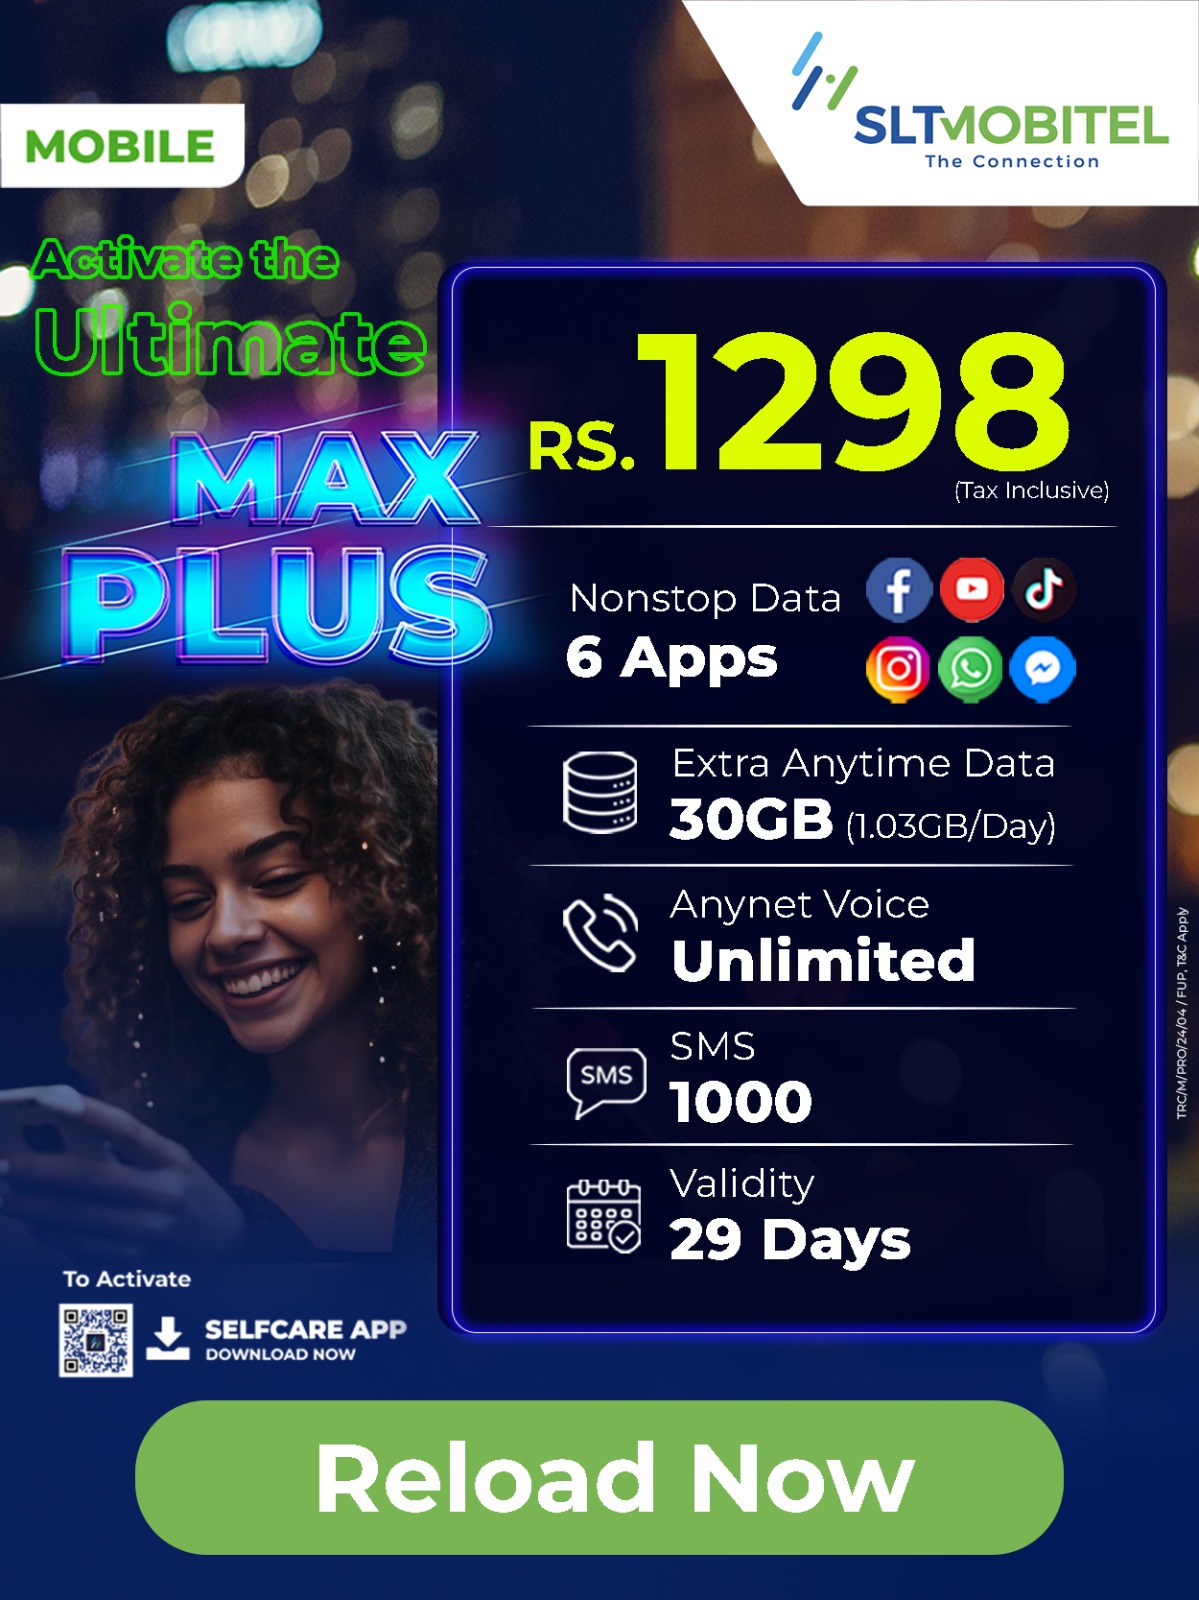 MOBILE
SLTMOBITEL
The Connection
Activate the
Ultimate
MAX
PLUS
RS.1298
(Tax Inclusive)
Nonstop Data
6 Apps
Extra Anytime Data
30GB (1.03GB/Day)
Anynet Voice
Unlimited
SMS
SMS
1000
Validity
29 Days
TRC/M/PRO/24/04 / FUP, T&C Apply
To Activate
SELFCARE APP
DOWNLOAD NOW
Reload Now